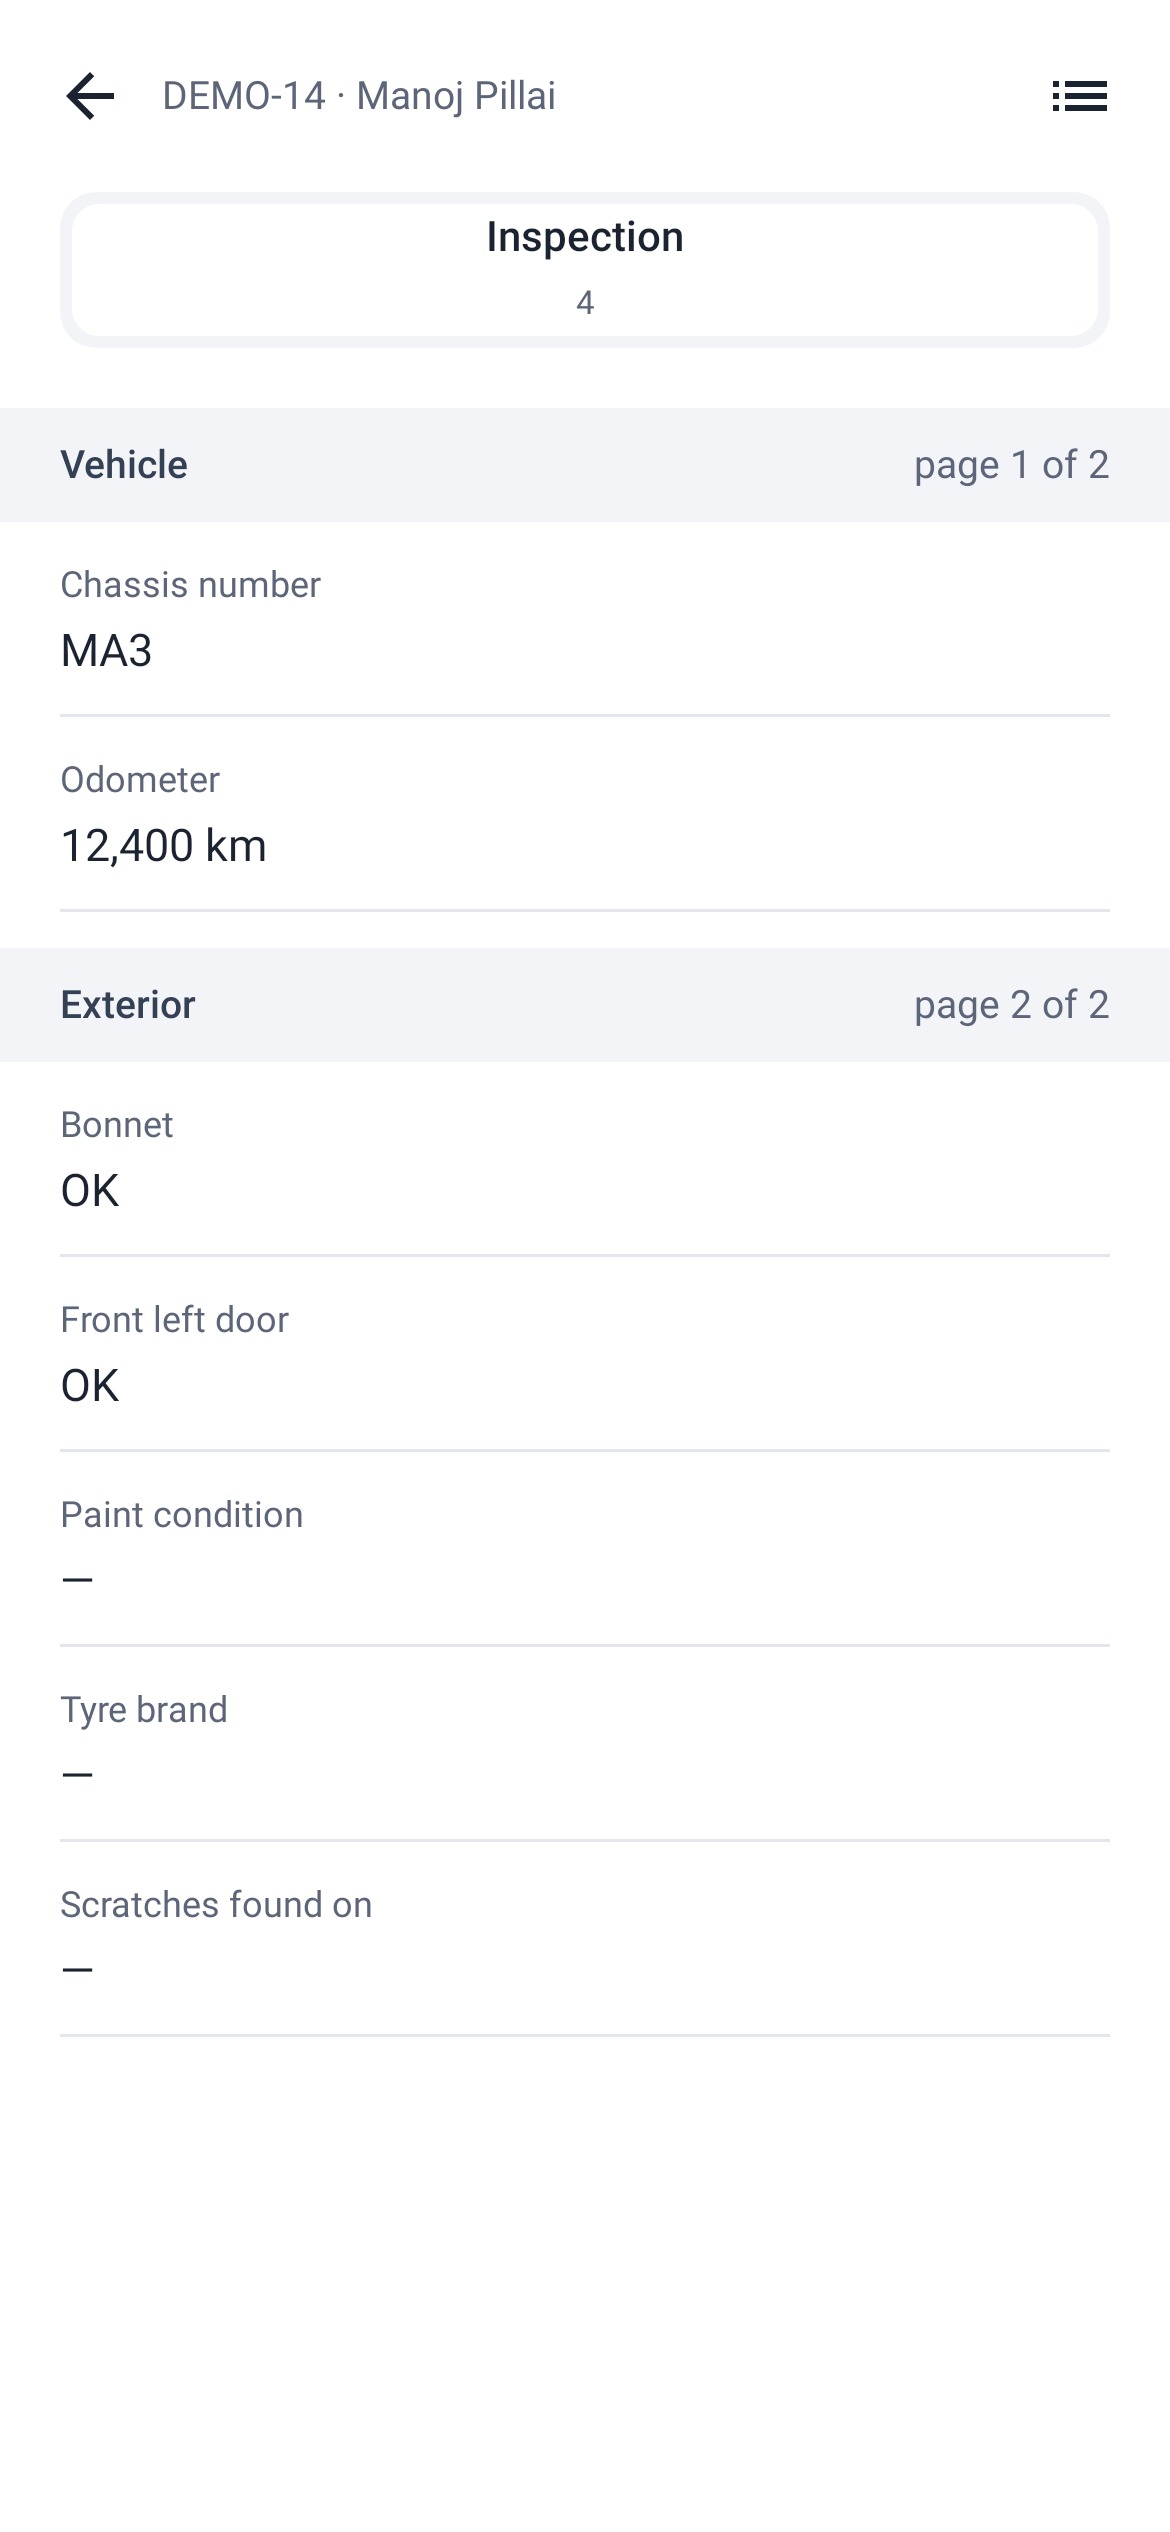 DEMO-14 · Manoj Pillai
Inspection
4
Vehicle page 1 of 2
Chassis number
MA3
Odometer
12,400 km
Exterior page 2 of 2
Bonnet
OK
Front left door
OK
Paint condition
—
Tyre brand
—
Scratches found on
—